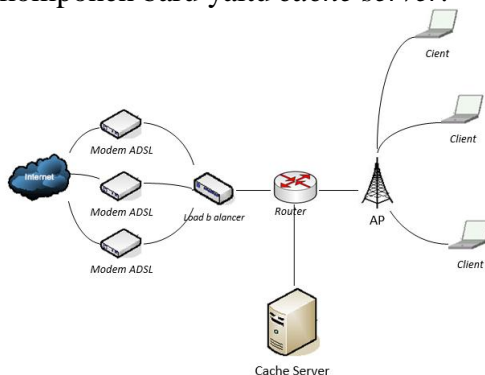 komponen baru yaitu cache server.
Cient
Modem ADSL
Internet
Client
Modem ADSL
Load b alancer
Router
AP
Modem ADSL
Client
Cache Server